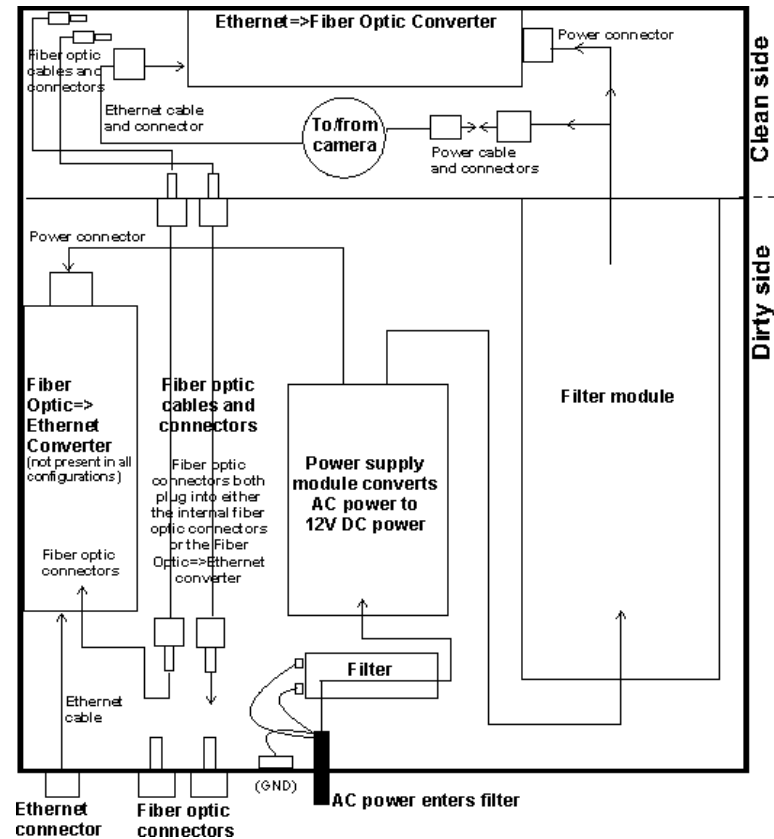 Ethernet=>Fiber Optic Converter
Power connector
Fiber optic
cables and
connectors
Ethernet cable
and connector
To/from
camera
Power cable
and connectors
Clean side
Dirty side
Power connector
Fiber
Optic=>
Ethernet
Converter
(not present in all
configurations)
Fiber optic
connectors
Fiber optic
cables and
connectors
Fiber optic
connectors both
plug into either
the internal fiber
optic connectors
or the Fiber
Optic=>Ethernet
converter
Power supply
module converts
AC power to
12V DC power
Filter module
Filter
Ethernet
cable
(GND)
AC power enters filter
Ethernet
connector
Fiber optic
connectors